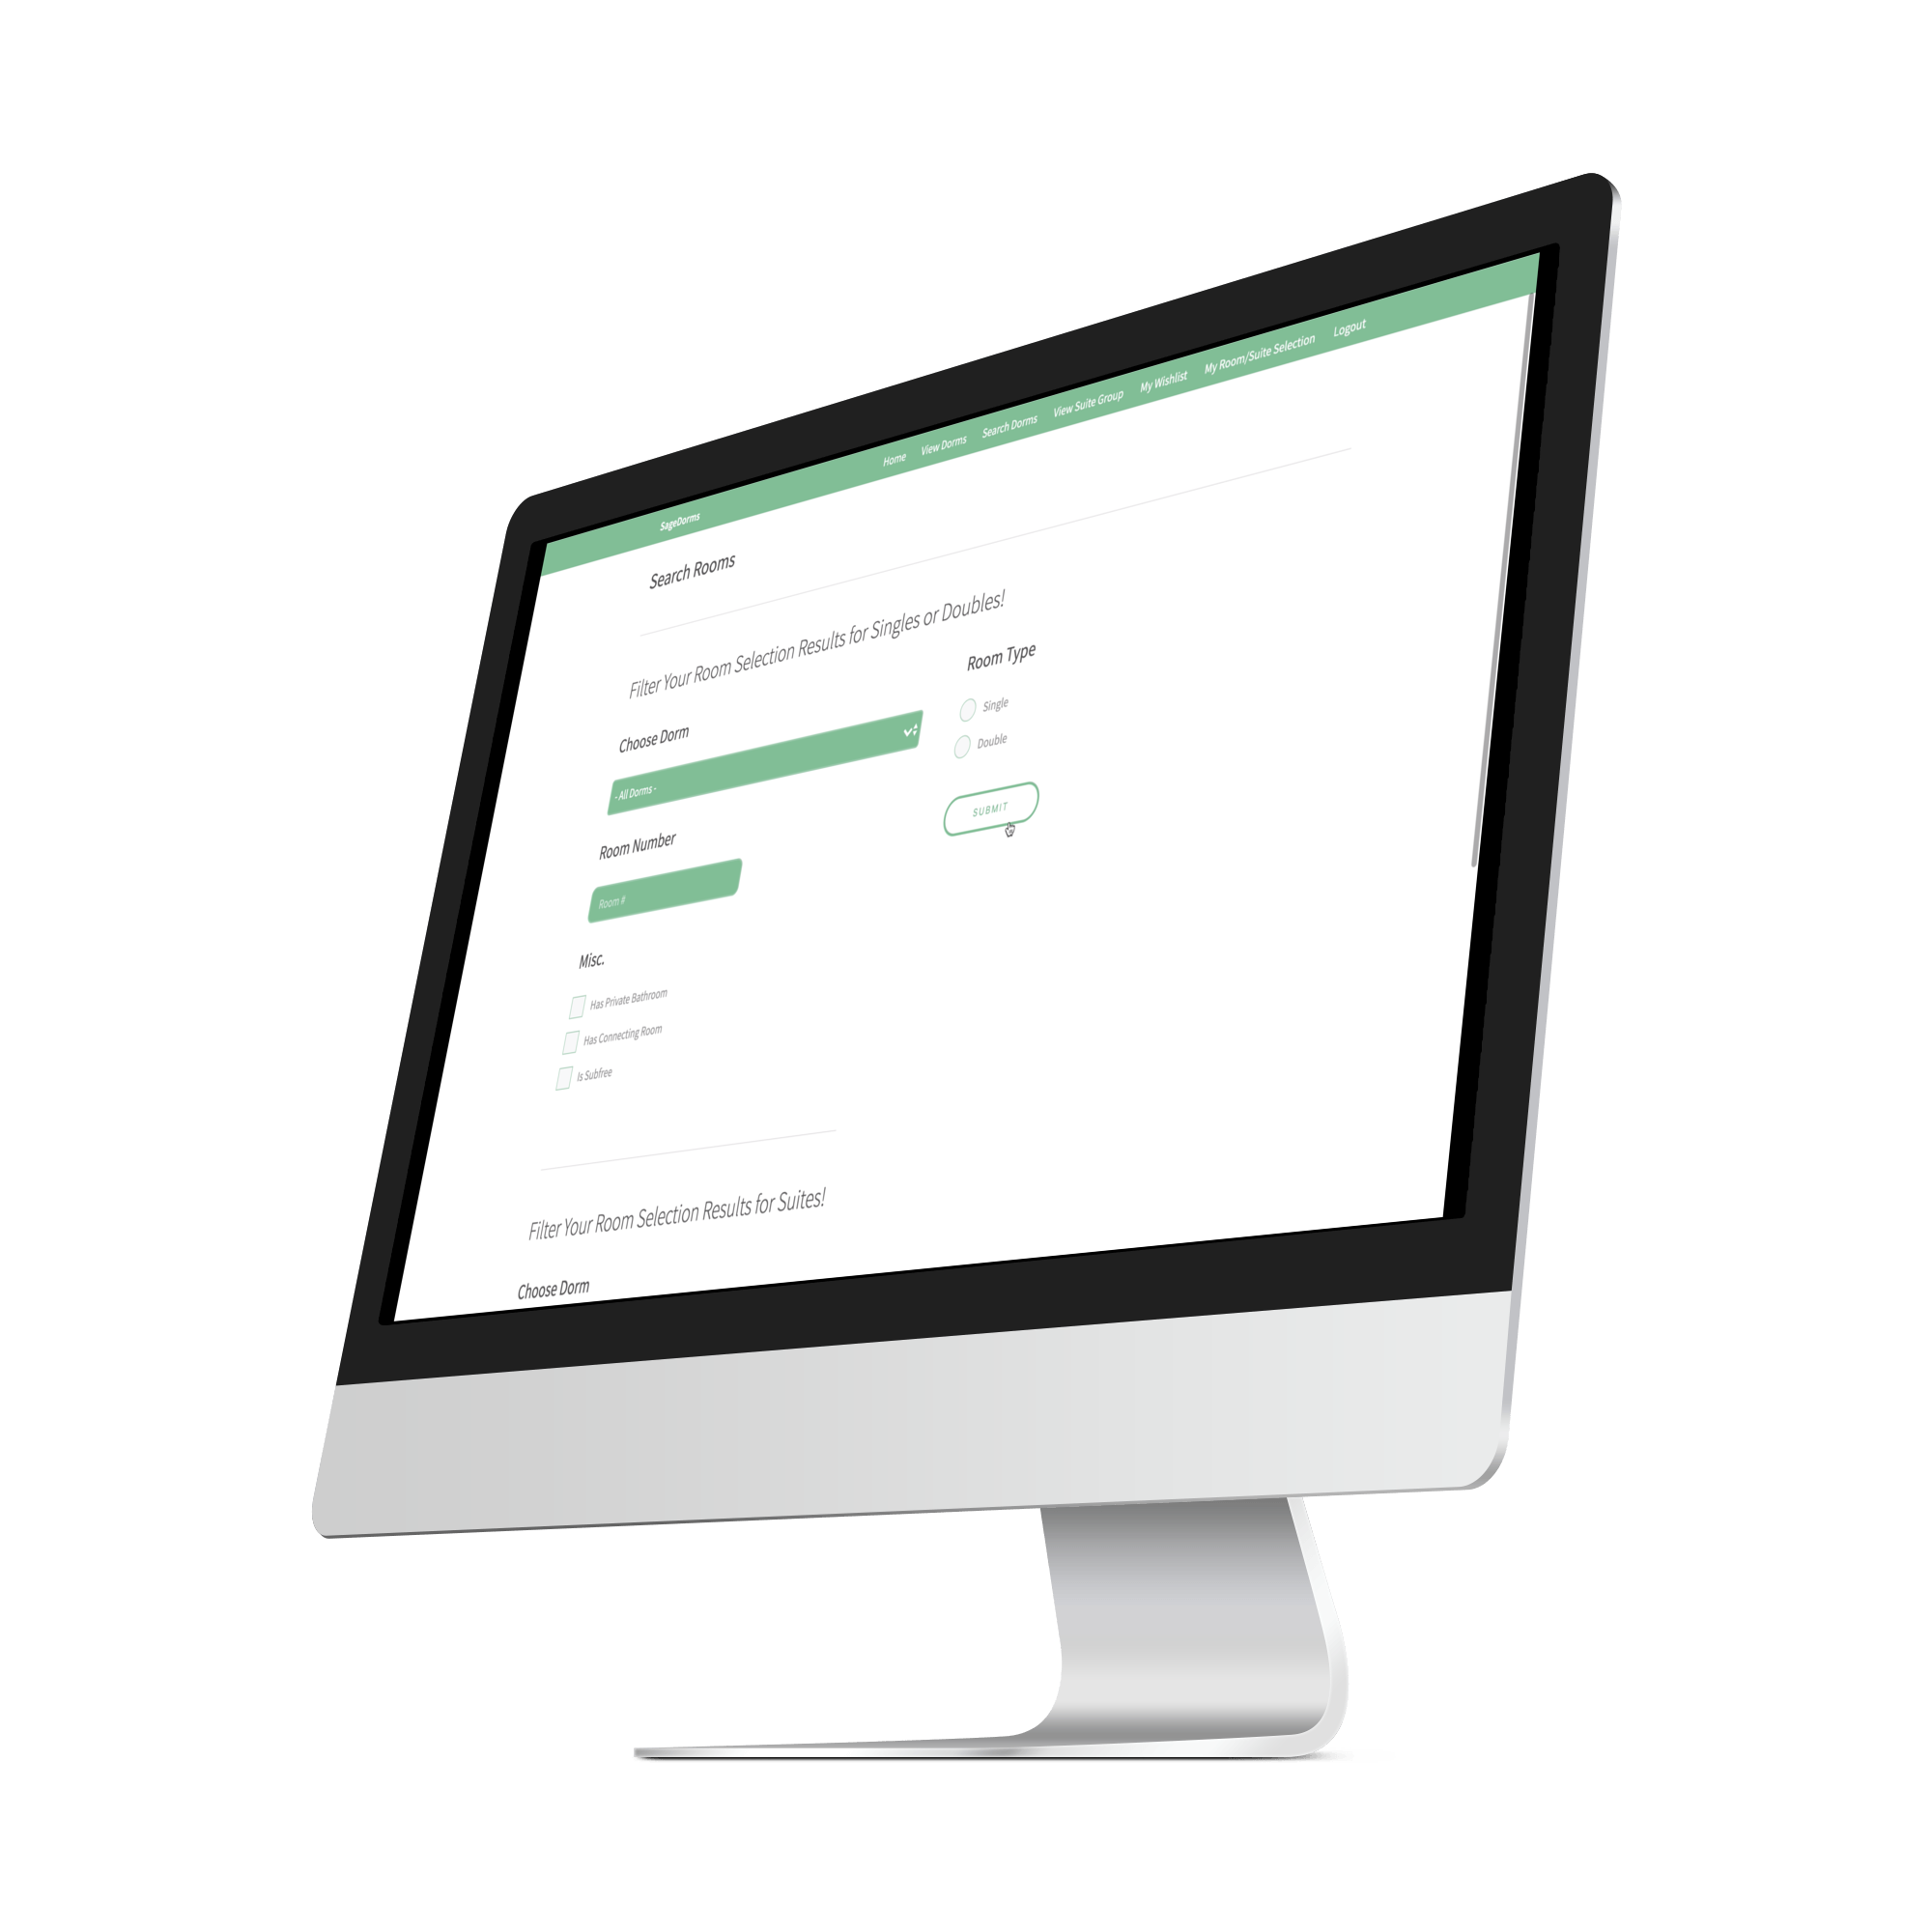 SageDorms
Home View Dorms Search Dorms View Suite Group My Wishlist My Room/Suite Selection Logout
Search Rooms
Filter Your Room Selection Results for Singles or Doubles!
Choose Dorm
- All Dorms -
Room Number
Room #
Misc.
Has Private Bathroom
Has Connecting Room
Is Subfree
Room Type
Single
Double
SUBMIT
Filter Your Room Selection Results for Suites!
Choose Dorm